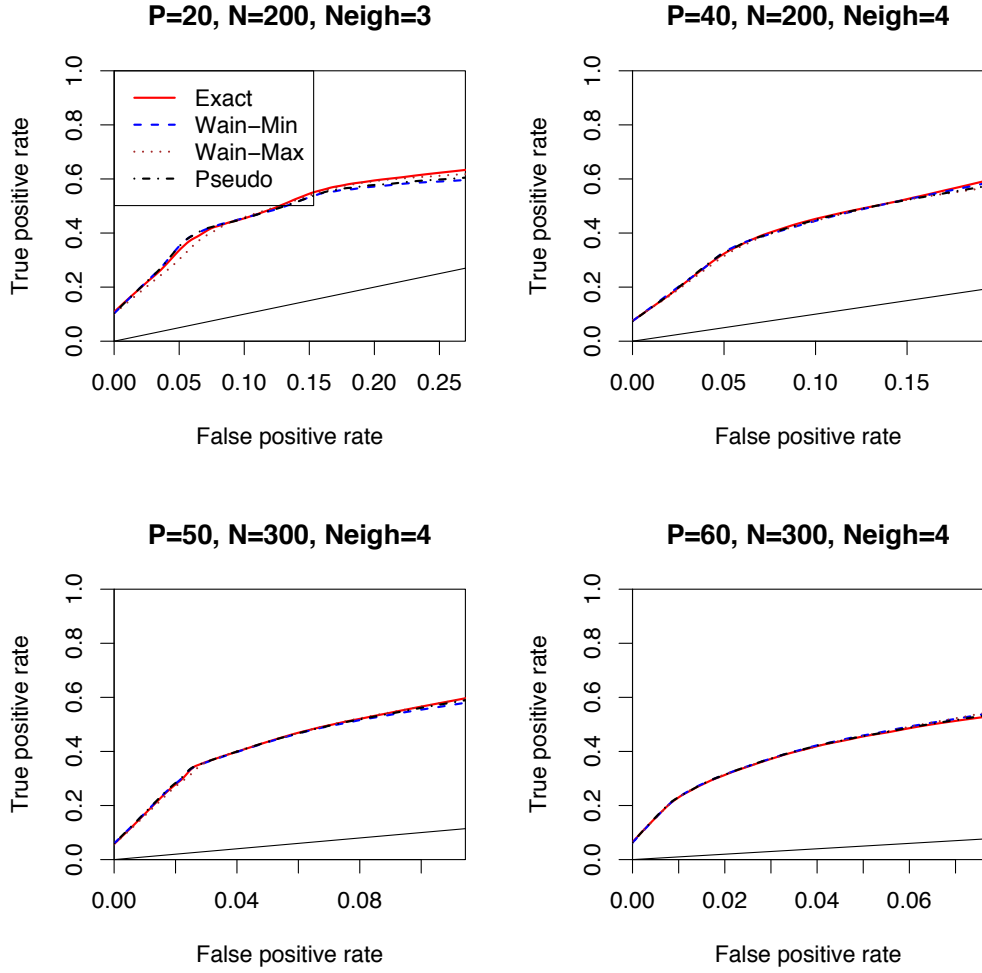 P=20, N=200, Neigh=3
True positive rate
1.0
0.8
0.6
0.4
0.2
0.0
Exact
Wain−Min
Wain−Max
Pseudo
0.00 0.05 0.10 0.15 0.20 0.25
False positive rate
P=40, N=200, Neigh=4
True positive rate
1.0
0.8
0.6
0.4
0.2
0.0
0.00 0.05 0.10 0.15
False positive rate
P=50, N=300, Neigh=4
True positive rate
1.0
0.8
0.6
0.4
0.2
0.0
0.00 0.04 0.08
False positive rate
P=60, N=300, Neigh=4
True positive rate
1.0
0.8
0.6
0.4
0.2
0.0
0.00 0.02 0.04 0.06
False positive rate